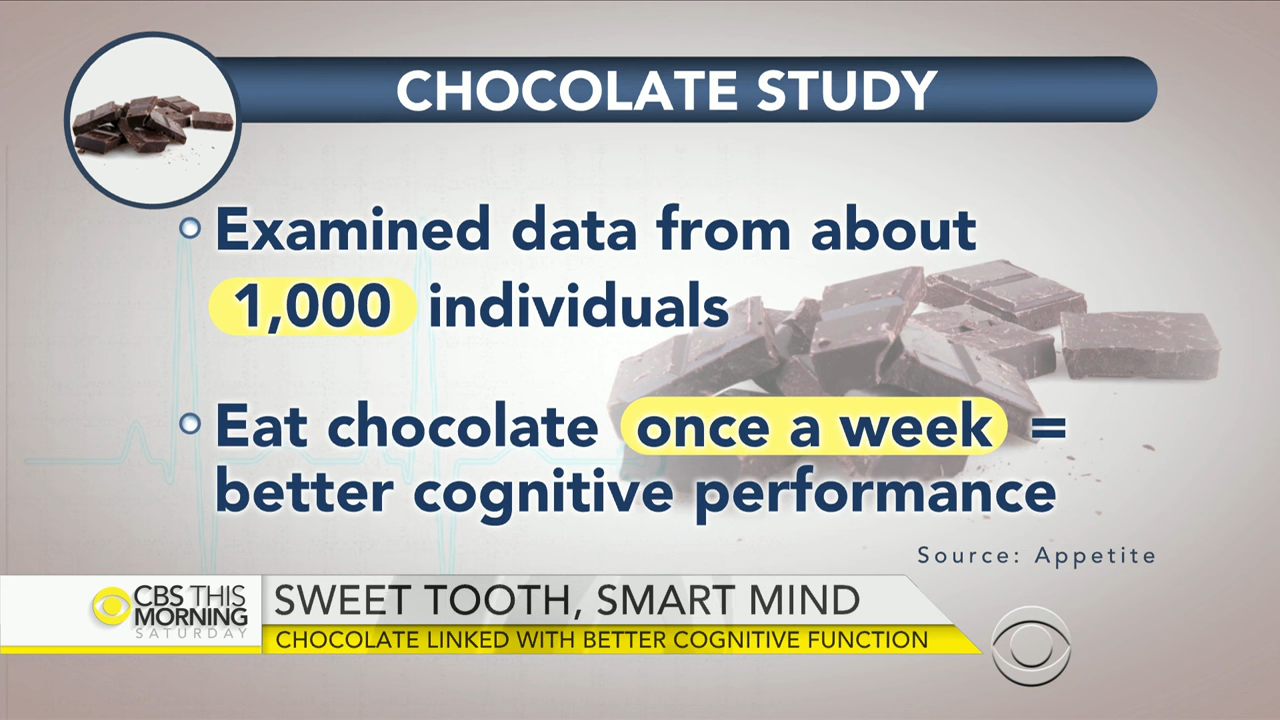 CHOCOLATE STUDY
Examined data from about
1,000 individuals
Eat chocolate once a week =
better cognitive performance
Source: Appetite
CBS THIS
MORNING
SATURDAY
SWEET TOOTH, SMART MIND
CHOCOLATE LINKED WITH BETTER COGNITIVE FUNCTION